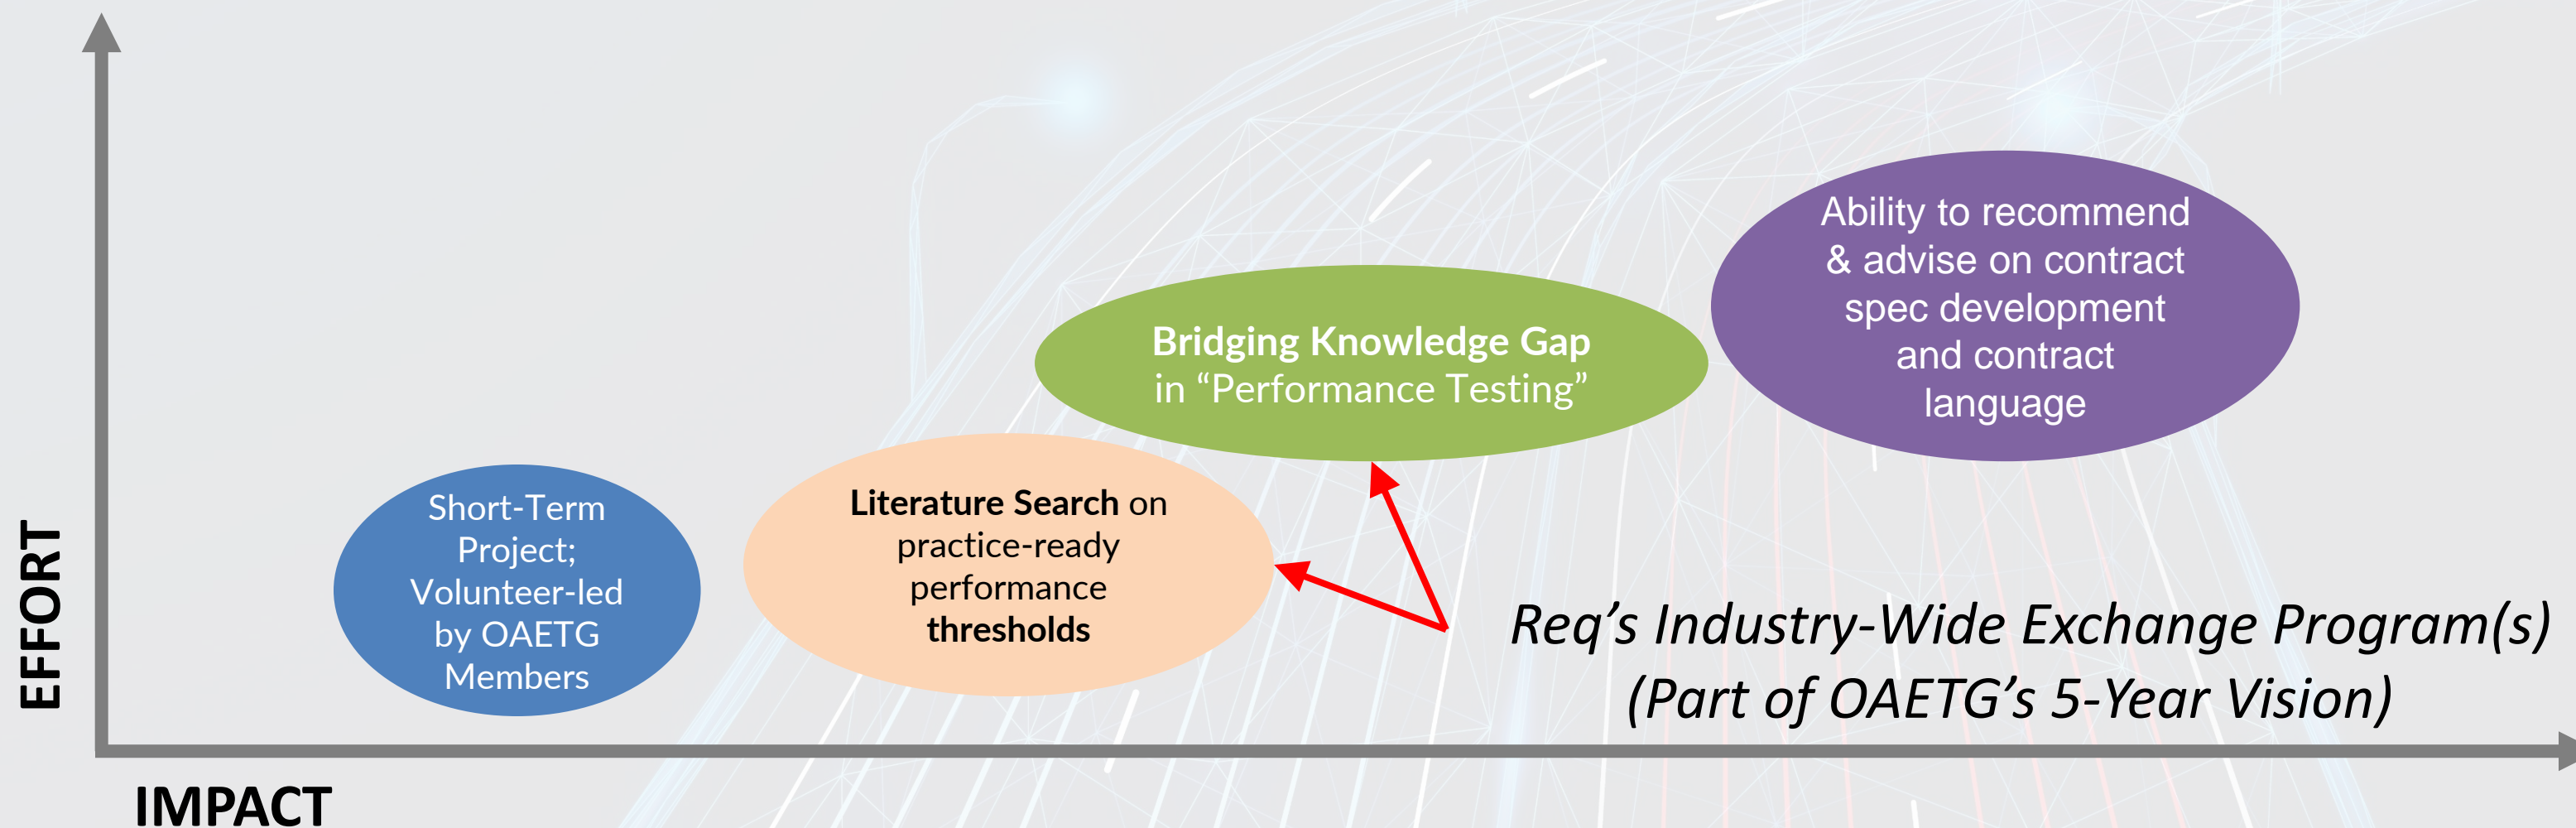 EFFORT
Short-Term
Project;
Volunteer-led
by OAETG
Members
Literature Search on
practice-ready
performance
thresholds
Bridging Knowledge Gap
in “Performance Testing”
Ability to recommend
& advise on contract
spec development
and contract
language
Req’s Industry-Wide Exchange Program(s)
(Part of OAETG’s 5-Year Vision)
IMPACT